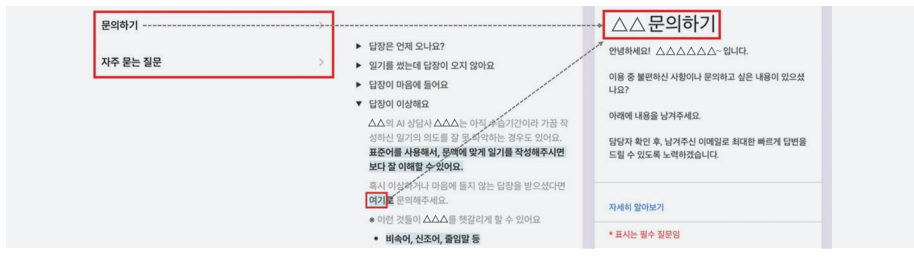 문의하기
자주 묻는 질문
▶ 답장은 언제 오나요?
▶ 일기를 썼는데 답장이 오지 않아요
▶ 답장이 마음에 들어요
▼ 답장이 이상해요
△△의 AI 상담사 △△△는 아직 수습기간이라 가끔 작
성하신 일기의 의도를 잘 못 파악하는 경우도 있어요.
표준어를 사용해서, 문맥에 맞게 일기를 작성해주시면
보다 잘 이해할 수 있어요.
혹시 이상하거나 마음에 들지 않는 답장을 받으셨다면
여기로 문의해주세요.
※ 이런 것들이 △△△를 헷갈리게 할 수 있어요
• 비속어, 신조어, 줄임말 등
△△문의하기
안녕하세요! △△△△△△~입니다.
이용 중 불편하신 사항이나 문의하고 싶은 내용이 있으셨
나요?
아래에 내용을 남겨주세요.
담당자 확인 후, 남겨주신 이메일로 최대한 빠르게 답변을
드릴 수 있도록 노력하겠습니다.
자세히 알아보기
* 표시는 필수 질문임